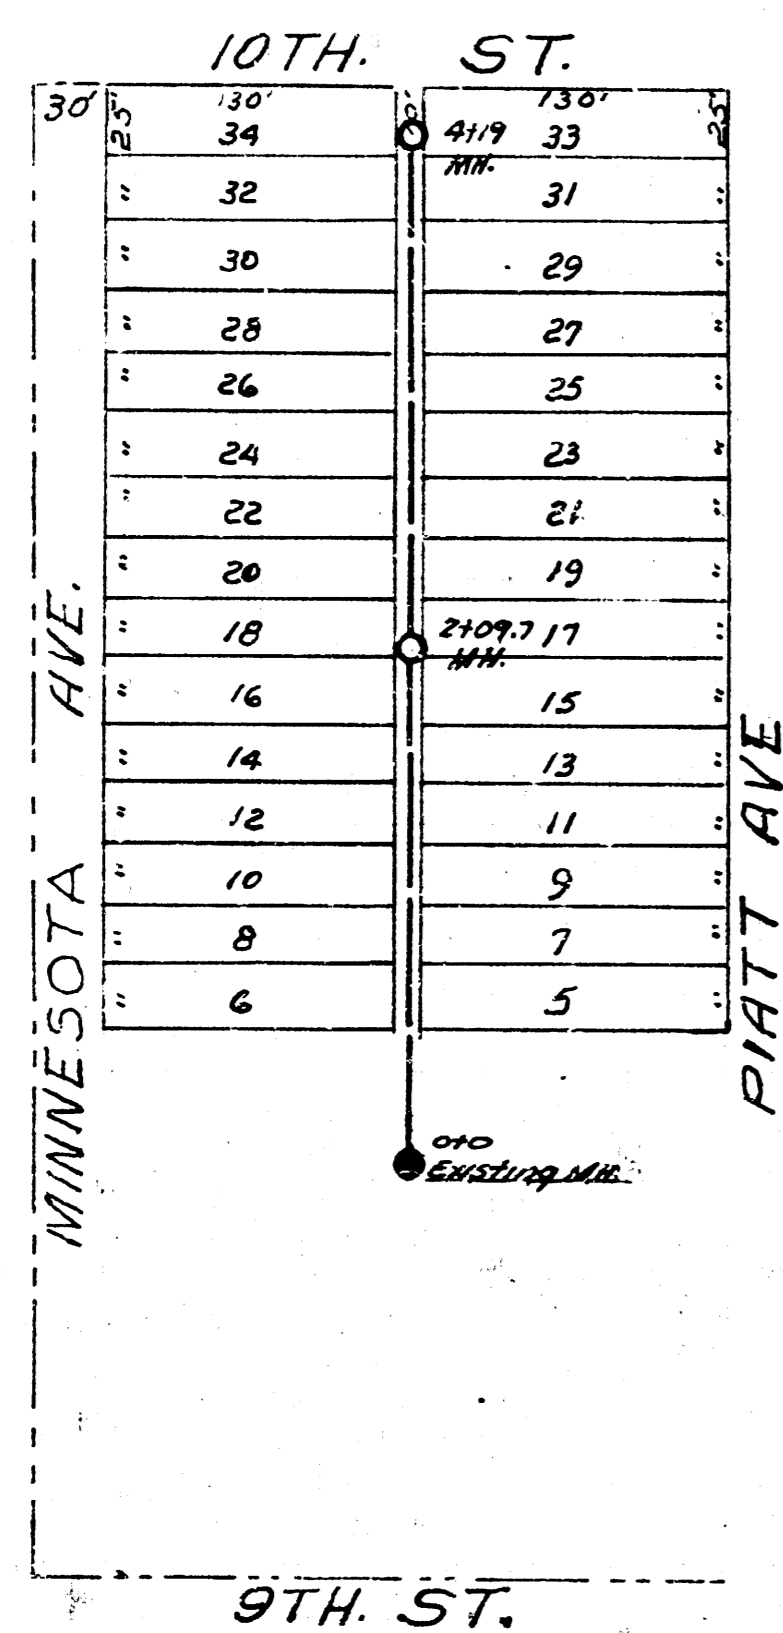 10TH. ST.
30' 25' 130' 0' 130' 25'
34 4+19 33
MH.
" 32 31 "
" 30 29 "
" 28 27 "
" 26 25 "
" 24 23 "
" 22 21 "
" 20 19 "
" 18 2+09.7 17 "
MH.
" 16 15 "
" 14 13 "
" 12 11 "
" 10 9 "
" 8 7 "
" 6 5 "
MINNESOTA AVE.
PIATT AVE
0+0
Existing M.H.
9TH. ST.